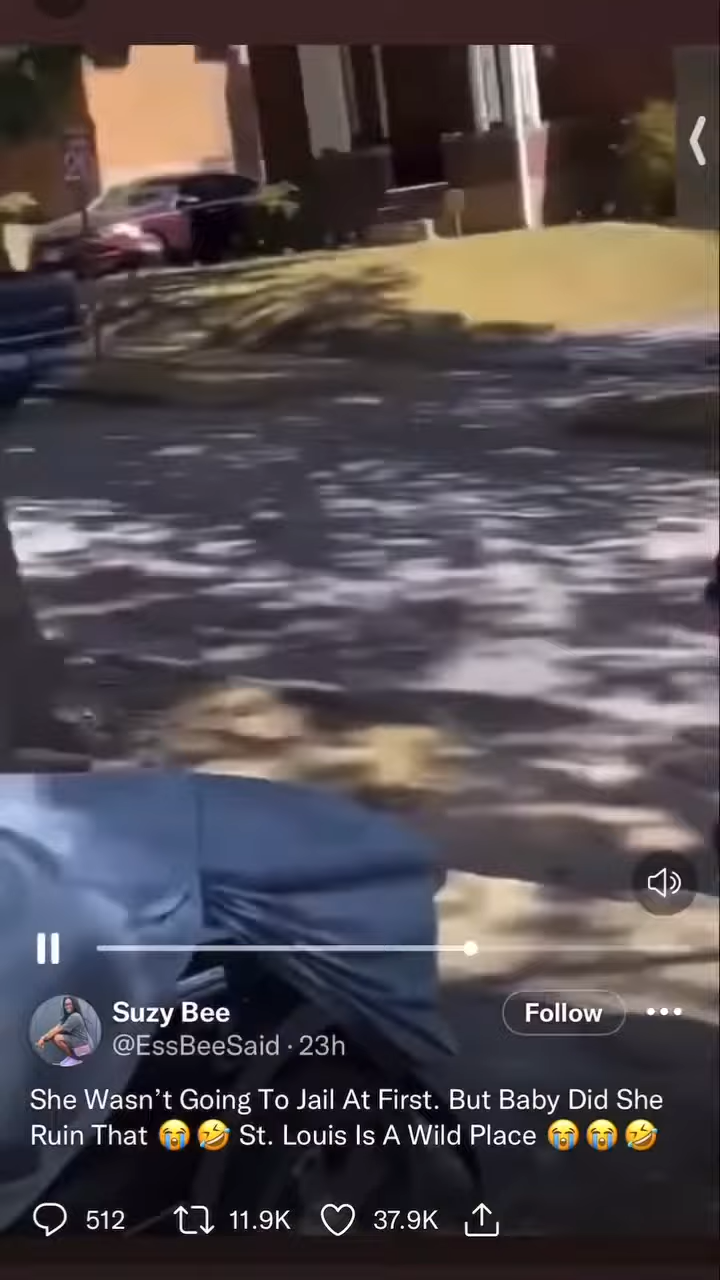 Suzy Bee
Follow
@EssBeeSaid · 23h
She Wasn’t Going To Jail At First. But Baby Did She
Ruin That 😭🤣 St. Louis Is A Wild Place 😭😭🤣
512
11.9K
37.9K